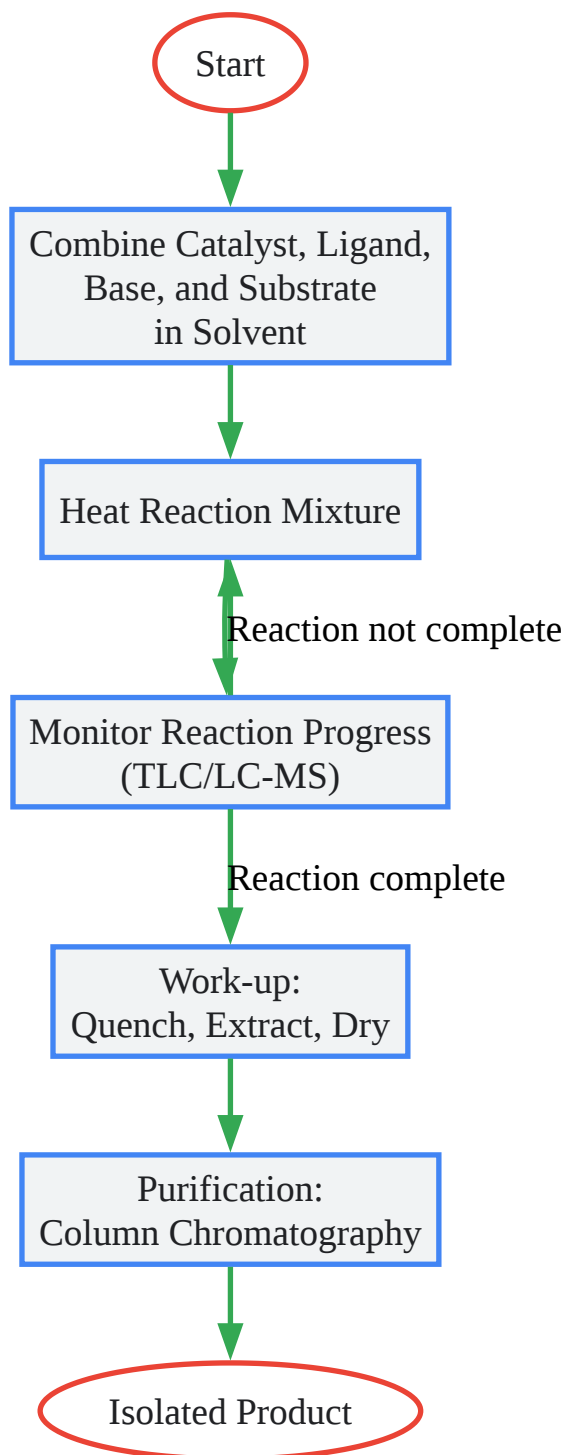 Start
Combine Catalyst, Ligand,
Base, and Substrate
in Solvent
Heat Reaction Mixture
Reaction not complete
Monitor Reaction Progress
(TLC/LC-MS)
Reaction complete
Work-up:
Quench, Extract, Dry
Purification:
Column Chromatography
Isolated Product